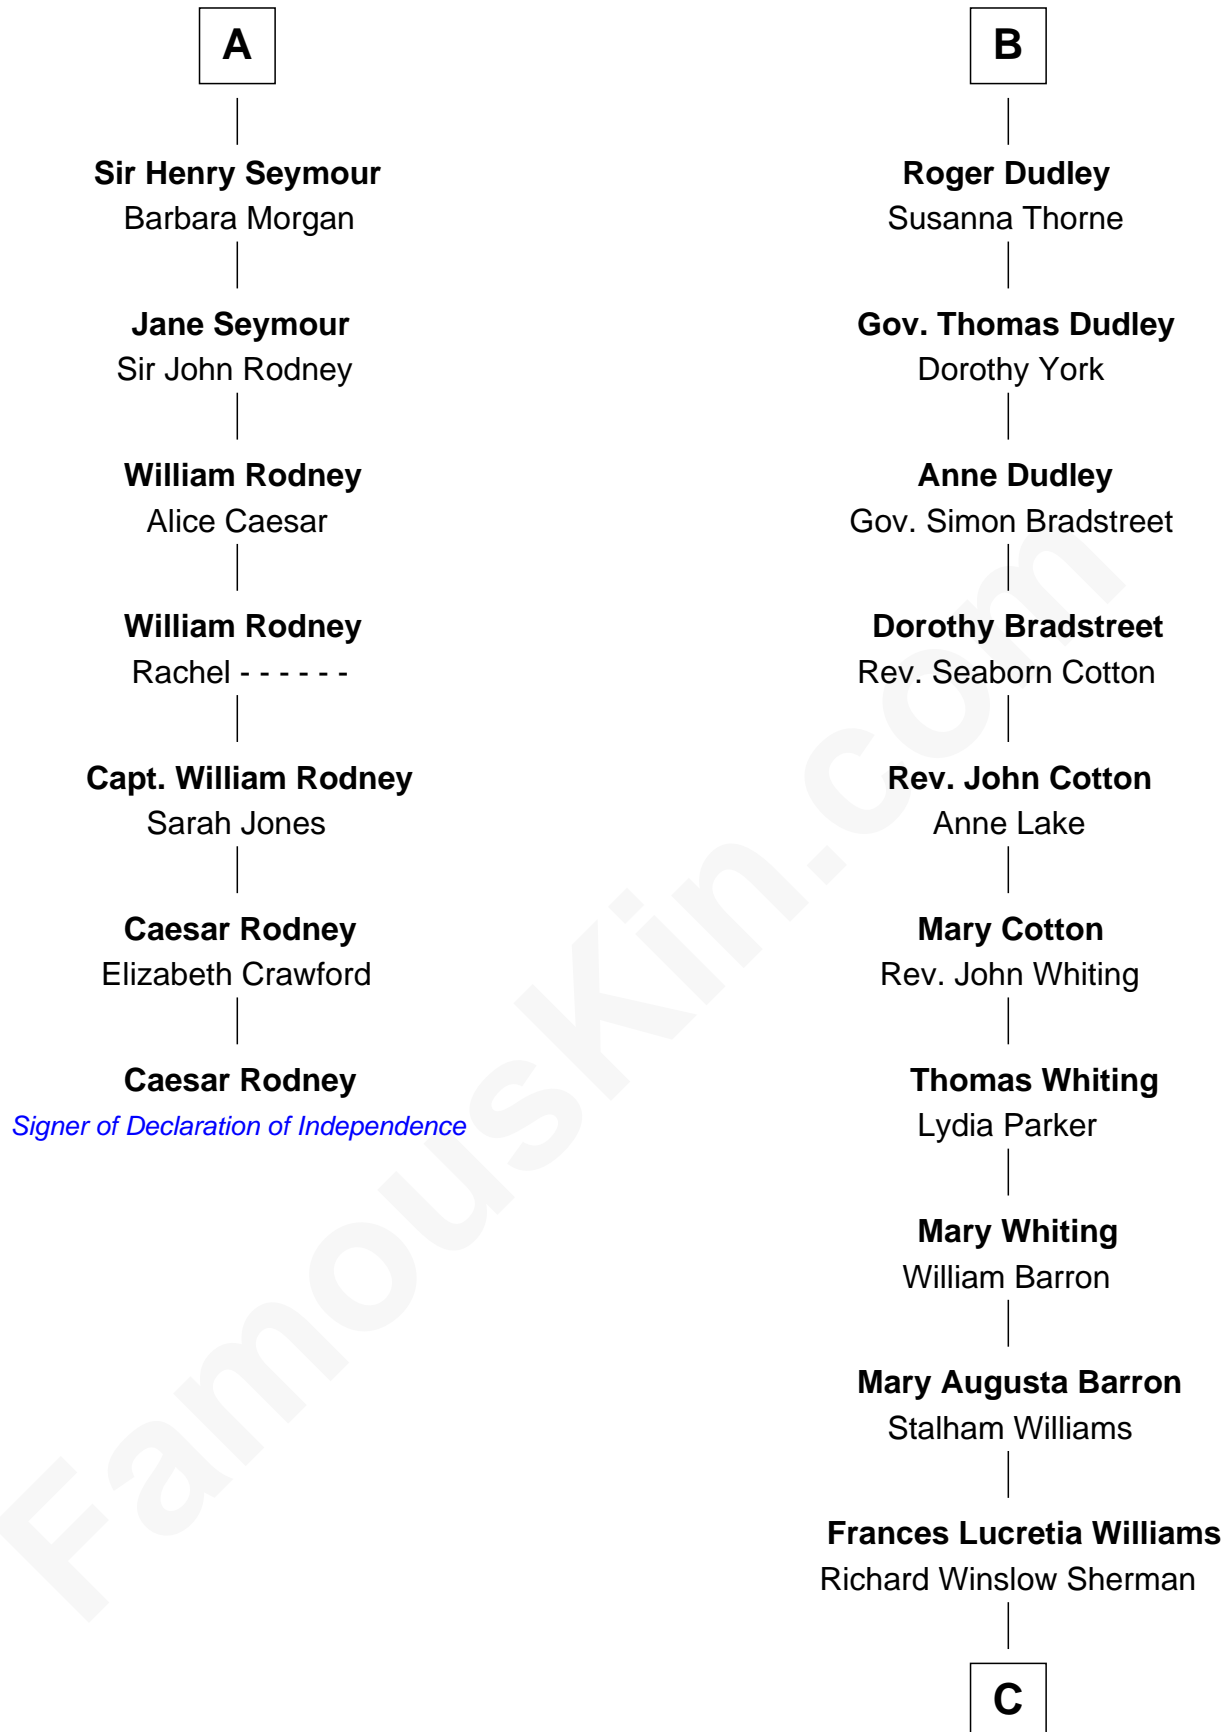 A
Sir Henry Seymour
Barbara Morgan
Jane Seymour
Sir John Rodney
William Rodney
Alice Caesar
William Rodney
Rachel - - - - - -
Capt. William Rodney
Sarah Jones
Caesar Rodney
Elizabeth Crawford
Caesar Rodney
Signer of Declaration of Independence
B
Roger Dudley
Susanna Thorne
Gov. Thomas Dudley
Dorothy York
Anne Dudley
Gov. Simon Bradstreet
Dorothy Bradstreet
Rev. Seaborn Cotton
Rev. John Cotton
Anne Lake
Mary Cotton
Rev. John Whiting
Thomas Whiting
Lydia Parker
Mary Whiting
William Barron
Mary Augusta Barron
Stalham Williams
Frances Lucretia Williams
Richard Winslow Sherman
C
FamousKin.com